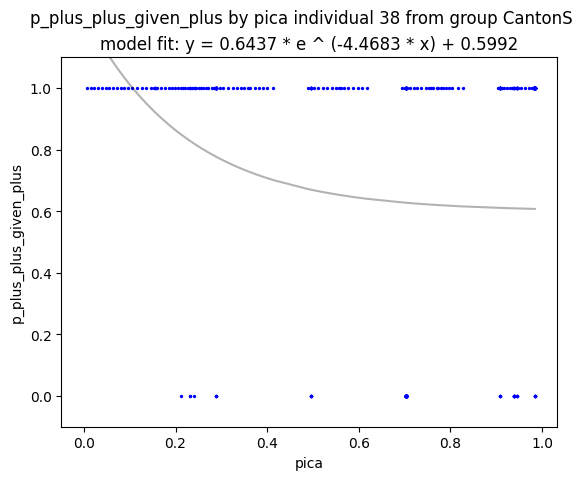 p_plus_plus_given_plus by pica individual 38 from group CantonS
model fit: y = 0.6437 * e ^ (-4.4683 * x) + 0.5992
p_plus_plus_given_plus
1.0
0.8
0.6
0.4
0.2
0.0
0.0 0.2 0.4 0.6 0.8 1.0
pica